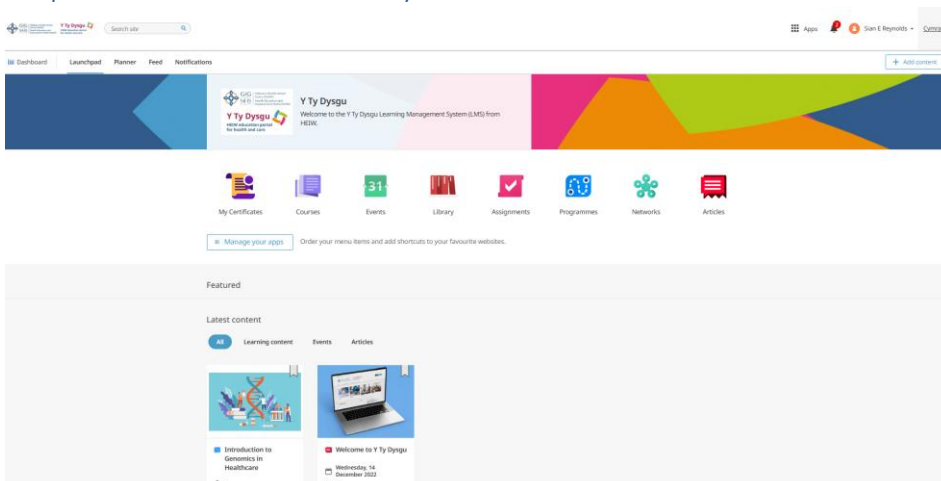 Y Ty Dysgu
Search site
Apps
Sian E Reynolds
Dashboard
Launchpad
Planner
Feed
Notifications
+ Add content
GIG
NHS
Y Ty Dysgu
HEIW education portal
for health and care
Y Ty Dysgu
Welcome to the Y Ty Dysgu Learning Management System (LMS) from
HEIW.
31
My Certificates
Courses
Events
Library
Assignments
Programmes
Networks
Articles
Manage your apps
Order your menu items and add shortcuts to your favourite websites.
Featured
Latest content
All
Learning content
Events
Articles
Introduction to
Genomics in
Healthcare
Welcome to Y Ty Dysgu
Wednesday, 14
December 2022